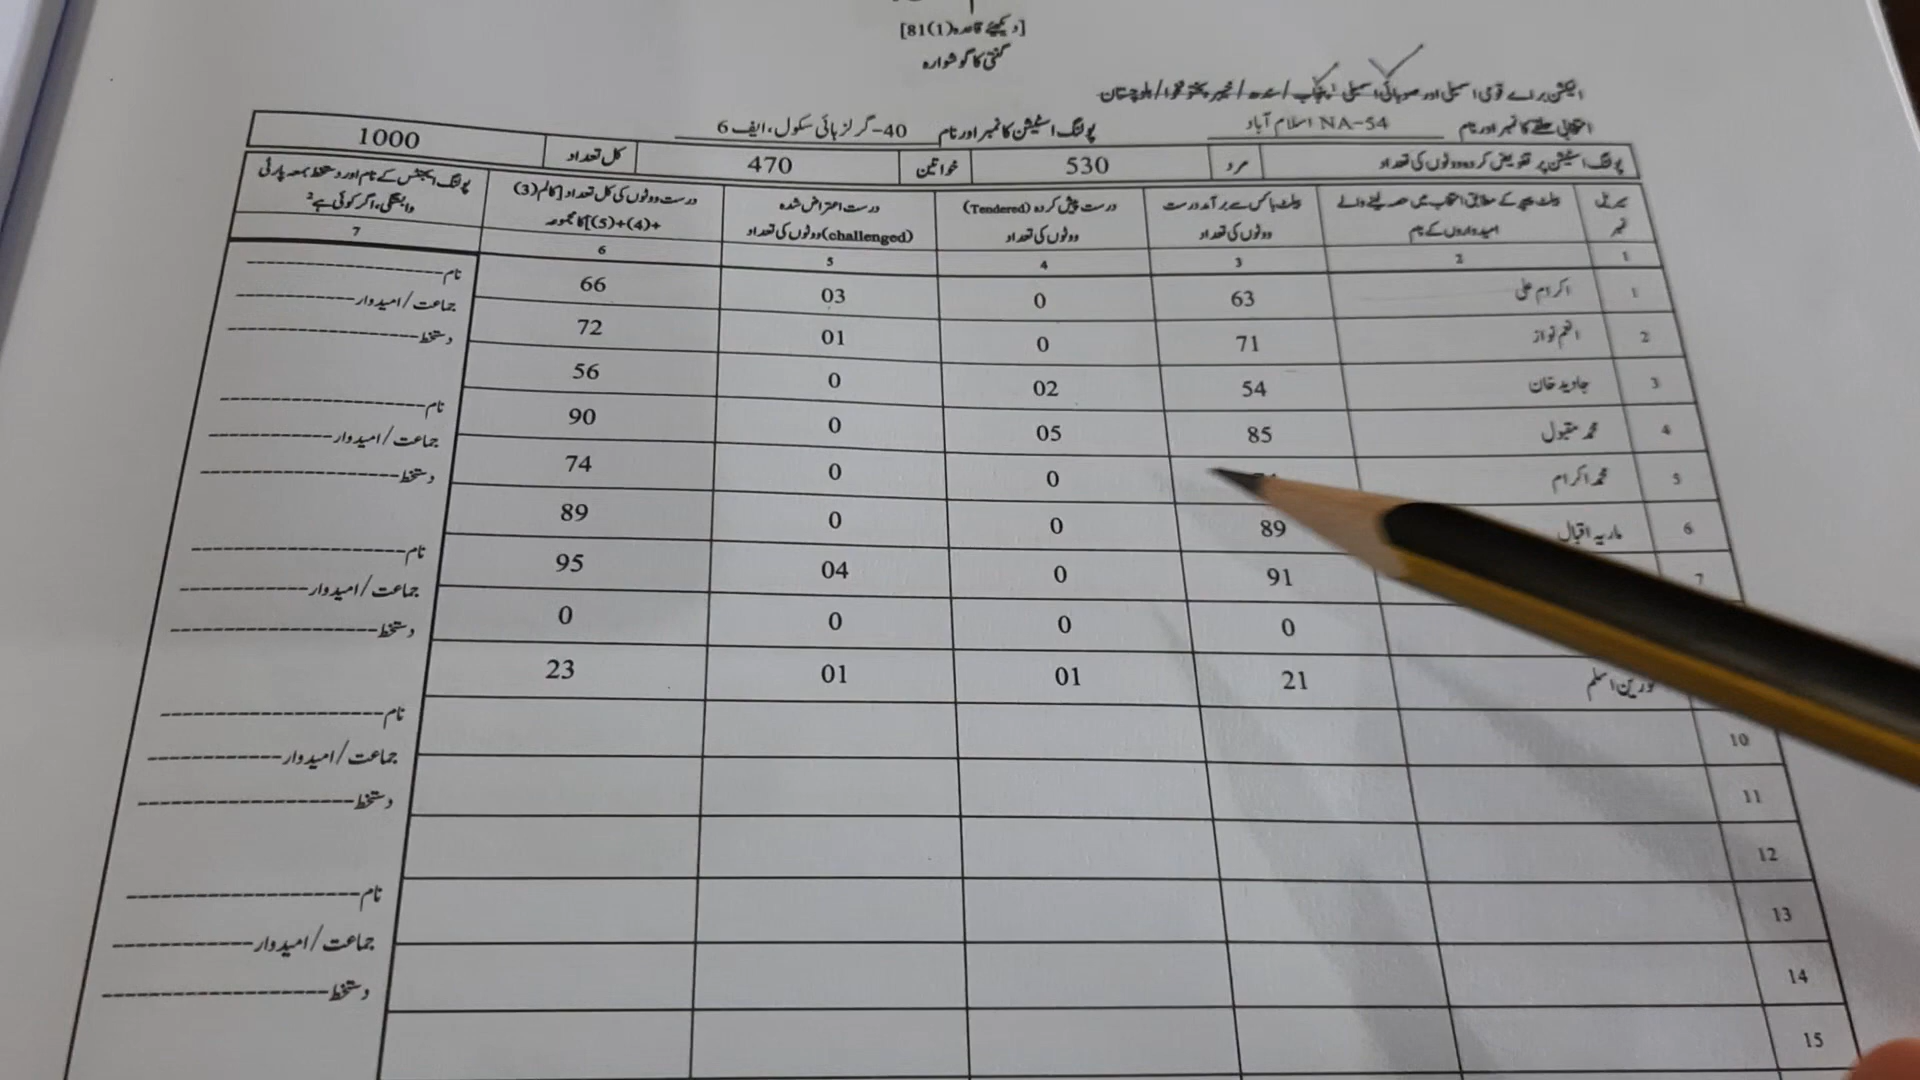 [دیکھئے قاعدہ(1)81]
گنتی کا گوشوارہ
الیکشن براے قومی اسمبلی اور صوبائی اسمبلی پنجاب/سندھ/خیبر پختونخوا/بلوچستان
انتخابی حلقے کا نمبر اور نام NA-54 اسلام آباد پولنگ اسٹیشن کا نمبر اور نام 40-گرلز ہائی سکول، ایف 6
پولنگ اسٹیشن پر تفویض کردہ ووٹوں کی تعداد مرد 530 خواتین 470 کل تعداد 1000
سیریل نمبر
بیلٹ پیپر کے مطابق انتخاب میں حصہ لینے والے امیدواروں کے نام
بیلٹ باکس سے برآمد درست ووٹوں کی تعداد
درست پیش کردہ (Tendered) ووٹوں کی تعداد
درست اعتراض شدہ (challenged) ووٹوں کی تعداد
درست ووٹوں کی کل تعداد [کالم (3)+(4)+(5)] کا مجموعہ
پولنگ ایجنٹس کے نام اور دستخط بمعہ پارٹی وابستگی، اگر کوئی ہے2
1 2 3 4 5 6 7
1 اکرام علی 63 0 03 66
2 انعم نواز 71 0 01 72
3 جاوید خان 54 02 0 56
4 محمد مقبول 85 05 0 90
5 محمد اکرام 0 0 74
6 ماریہ اقبال 89 0 0 89
7 91 0 04 95
0 0 0 0
نورین اسلم 21 01 01 23
10
11
12
13
14
15
نام
جماعت/امیدوار
دستخط
نام
جماعت/امیدوار
دستخط
نام
جماعت/امیدوار
دستخط
نام
جماعت/امیدوار
دستخط
نام
جماعت/امیدوار
دستخط